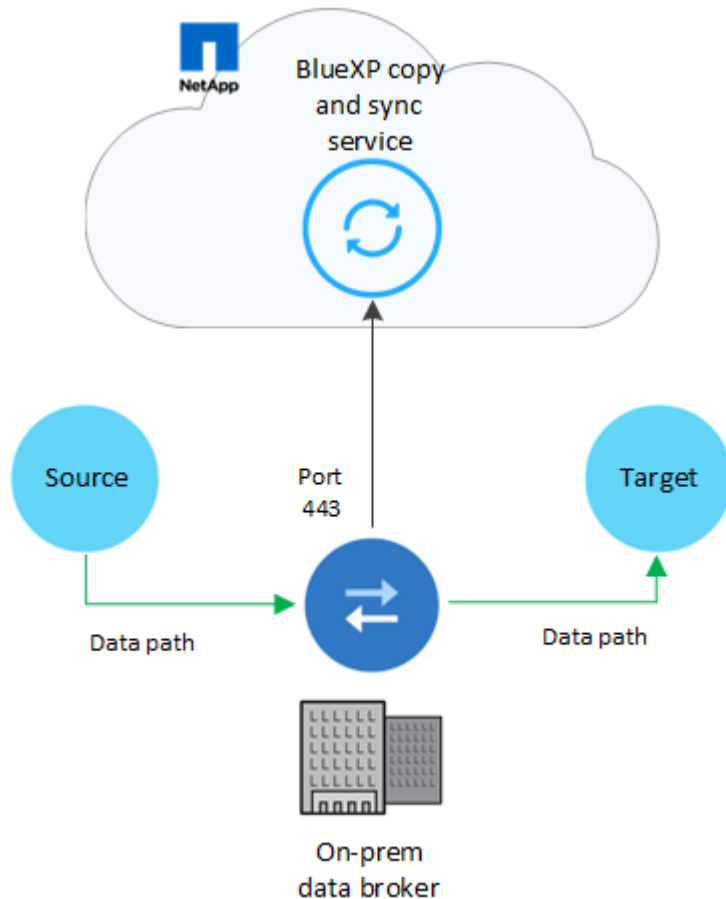 NetApp
BlueXP copy
and sync
service
Source
Port
443
Target
Data path
Data path
On-prem
data broker